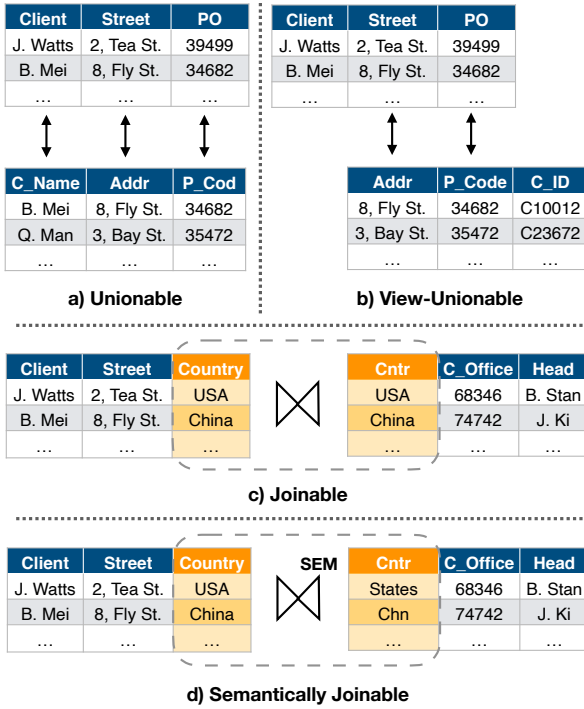 Client Street PO
J. Watts 2, Tea St. 39499
B. Mei 8, Fly St. 34682
... ... ...
C_Name Addr P_Cod
B. Mei 8, Fly St. 34682
Q. Man 3, Bay St. 35472
... ... ...
a) Unionable
Client Street PO
J. Watts 2, Tea St. 39499
B. Mei 8, Fly St. 34682
... ... ...
Addr P_Code C_ID
8, Fly St. 34682 C10012
3, Bay St. 35472 C23672
... ... ...
b) View-Unionable
Client Street Country
J. Watts 2, Tea St. USA
B. Mei 8, Fly St. China
... ... ...
Cntr C_Office Head
USA 68346 B. Stan
China 74742 J. Ki
... ... ...
c) Joinable
Client Street Country
J. Watts 2, Tea St. USA
B. Mei 8, Fly St. China
... ... ...
SEM
Cntr C_Office Head
States 68346 B. Stan
Chn 74742 J. Ki
... ... ...
d) Semantically Joinable